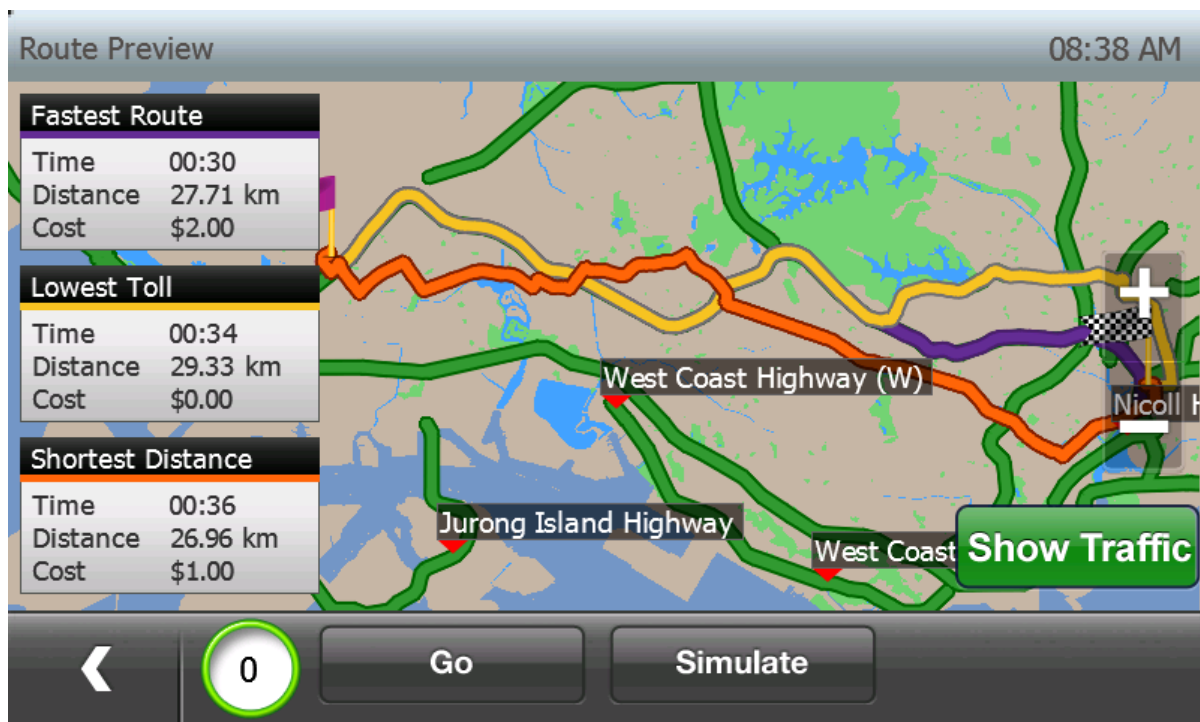 Route Preview 08:38 AM
Fastest Route
Time 00:30
Distance 27.71 km
Cost $2.00
Lowest Toll
Time 00:34
Distance 29.33 km
Cost $0.00
Shortest Distance
Time 00:36
Distance 26.96 km
Cost $1.00
West Coast Highway (W)
Nicoll H
Jurong Island Highway
West Coast
Show Traffic
0
Go
Simulate